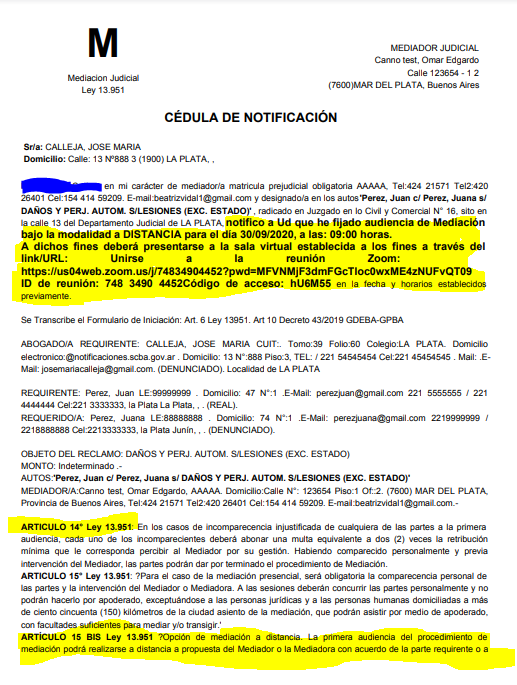 M
Mediacion Judicial
Ley 13.951
MEDIADOR JUDICIAL
Canno test, Omar Edgardo
Calle 123654 - 1 2
(7600)MAR DEL PLATA, Buenos Aires
CÉDULA DE NOTIFICACIÓN
Sr/a: CALLEJA, JOSE MARIA
Domicilio: Calle: 13 Nº888 3 (1900) LA PLATA, ,
en mi carácter de mediador/a matricula prejudicial obligatoria AAAAA, Tel:424 21571 Tel2:420
26401 Cel:154 414 59209. E-mail:beatrizvidal1@gmail.com y designado/a en los autos'Perez, Juan c/ Perez, Juana s/
DAÑOS Y PERJ. AUTOM. S/LESIONES (EXC. ESTADO)' , radicado en Juzgado en lo Civil y Comercial N° 16, sito en
la calle 13 del Departamento Judicial de LA PLATA, notifico a Ud que he fijado audiencia de Mediación
bajo la modalidad a DISTANCIA para el día 30/09/2020, a las: 09:00 horas.
A dichos fines deberá presentarse a la sala virtual establecida a los fines a través del
link/URL: Unirse a la reunión Zoom:
https://us04web.zoom.us/j/74834904452?pwd=MFVNMjF3dmFGcTloc0wxME4zNUFvQT09
ID de reunión: 748 3490 4452Código de acceso: hU6M55 en la fecha y horarios establecidos
previamente.
Se Transcribe el Formulario de Iniciación: Art. 6 Ley 13951. Art 10 Decreto 43/2019 GDEBA-GPBA
ABOGADO/A REQUIRENTE: CALLEJA, JOSE MARIA CUIT:. Tomo:39 Folio:60 Colegio:LA PLATA. Domicilio
electronico:@notificaciones.scba.gov.ar . Domicilio: 13 N°:888 Piso:3, TEL: / 221 54545454 Cel:221 45454545 . Mail: .E-
Mail: josemariacalleja@gmail.com. (DENUNCIADO). Localidad de LA PLATA
REQUIRENTE: Perez, Juan LE:99999999 . Domicilio: 47 N°:1 .E-Mail: perezjuan@gmail.com 221 5555555 / 221
4444444 Cel:221 3333333, la Plata La Plata, , . (REAL).
REQUERIDO/A: Perez, Juana LE:88888888 . Domicilio: 74 N°:1 .E-Mail: perezjuana@gmail.com 2219999999 /
2218888888 Cel:2213333333, la Plata Junín, , . (DENUNCIADO).
OBJETO DEL RECLAMO: DAÑOS Y PERJ. AUTOM. S/LESIONES (EXC. ESTADO)
MONTO: Indeterminado .-
AUTOS:'Perez, Juan c/ Perez, Juana s/ DAÑOS Y PERJ. AUTOM. S/LESIONES (EXC. ESTADO)'
MEDIADOR/A:Canno test, Omar Edgardo, AAAAA. Domicilio:Calle N°: 123654 Piso:1 Of::2. (7600) MAR DEL PLATA,
Provincia de Buenos Aires, Tel:424 21571 Tel2:420 26401 Cel:154 414 59209. E-mail:beatrizvidal1@gmail.com.-
ARTICULO 14° Ley 13.951: En los casos de incomparecencia injustificada de cualquiera de las partes a la primera
audiencia, cada uno de los incomparecientes deberá abonar una multa equivalente a dos (2) veces la retribución
mínima que le corresponda percibir al Mediador por su gestión. Habiendo comparecido personalmente y previa
intervención del Mediador, las partes podrán dar por terminado el procedimiento de Mediación.
ARTICULO 15° Ley 13.951: ?Para el caso de la mediación presencial, será obligatoria la comparecencia personal de
las partes y la intervención del Mediador o Mediadora. A las sesiones deberán concurrir las partes personalmente y no
podrán hacerlo por apoderado, exceptuándose a las personas jurídicas y a las personas humanas domiciliadas a más
de ciento cincuenta (150) kilómetros de la ciudad asiento de la mediación, que podrán asistir por medio de apoderado,
con facultades suficientes para mediar y/o transigir.'
ARTÍCULO 15 BIS Ley 13.951 ?Opción de mediación a distancia. La primera audiencia del procedimiento de
mediación podrá realizarse a distancia a propuesta del Mediador o la Mediadora con acuerdo de la parte requirente o a